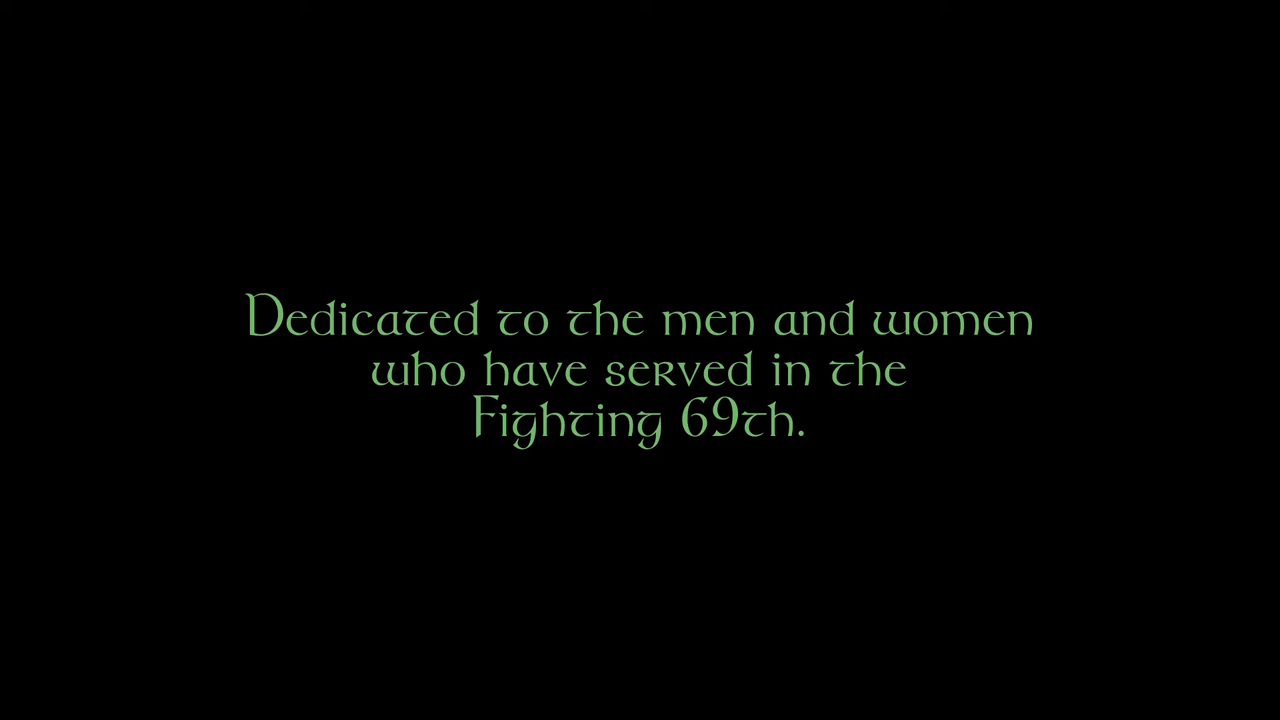 Dedicated to the men and women
who have served in the
Fighting 69th.